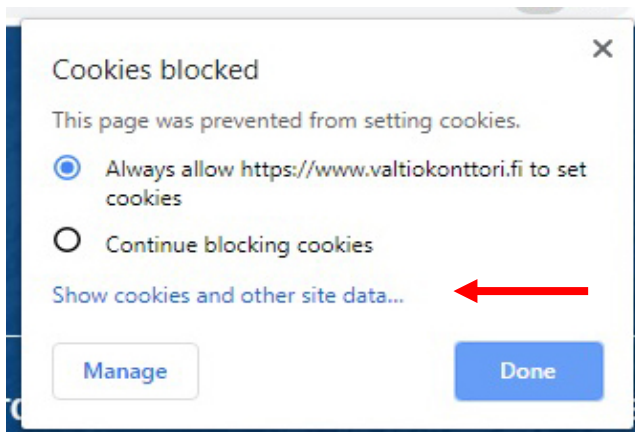 Cookies blocked
This page was prevented from setting cookies.
Always allow https://www.valtiokonttori.fi to set
cookies
Continue blocking cookies
Show cookies and other site data...
Manage
Done